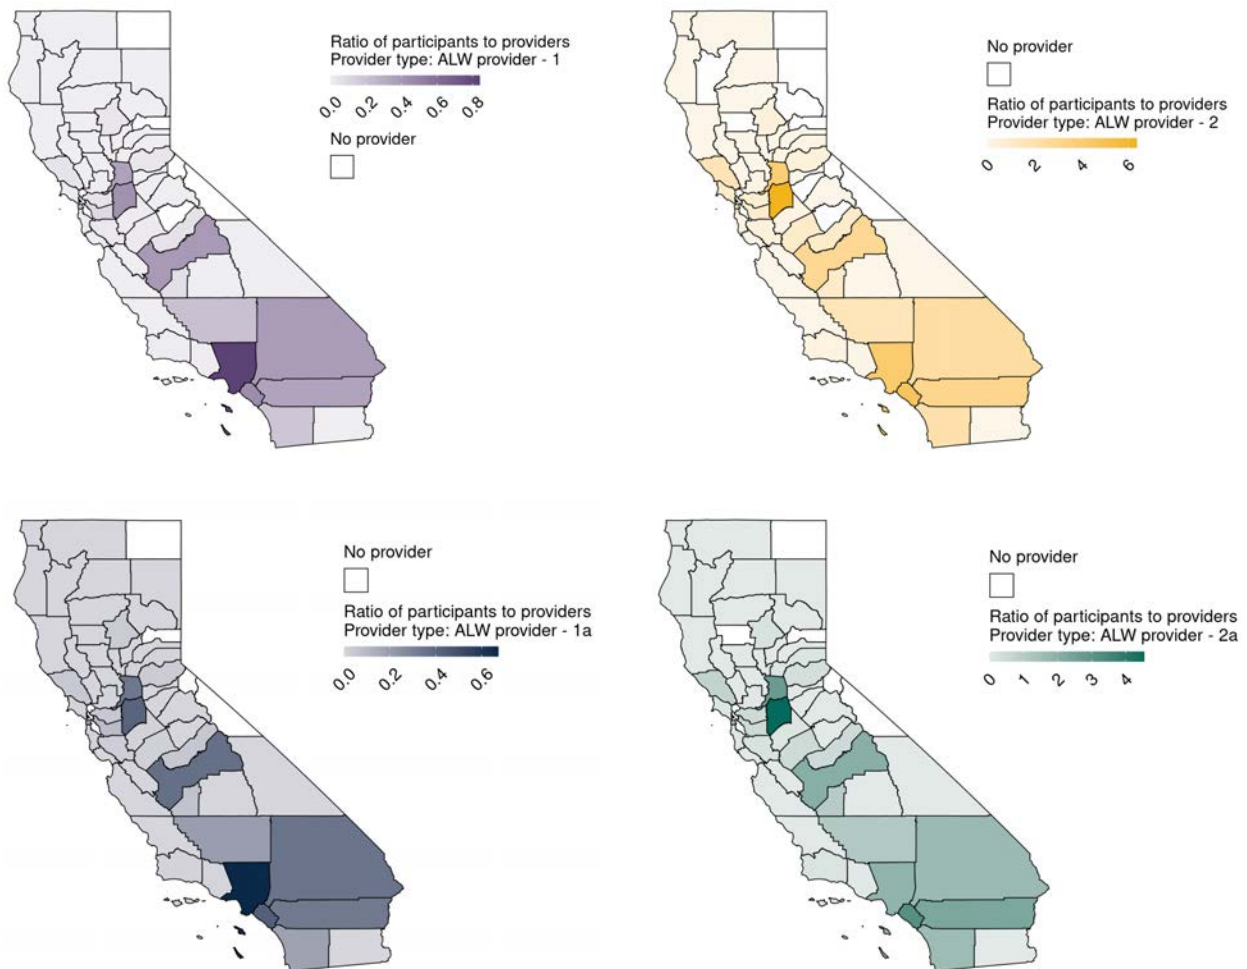 Ratio of participants to providers
Provider type: ALW provider - 1
0.0 0.2 0.4 0.6 0.8
No provider
No provider
Ratio of participants to providers
Provider type: ALW provider - 2
0 2 4 6
No provider
Ratio of participants to providers
Provider type: ALW provider - 1a
0.0 0.2 0.4 0.6
No provider
Ratio of participants to providers
Provider type: ALW provider - 2a
0 1 2 3 4